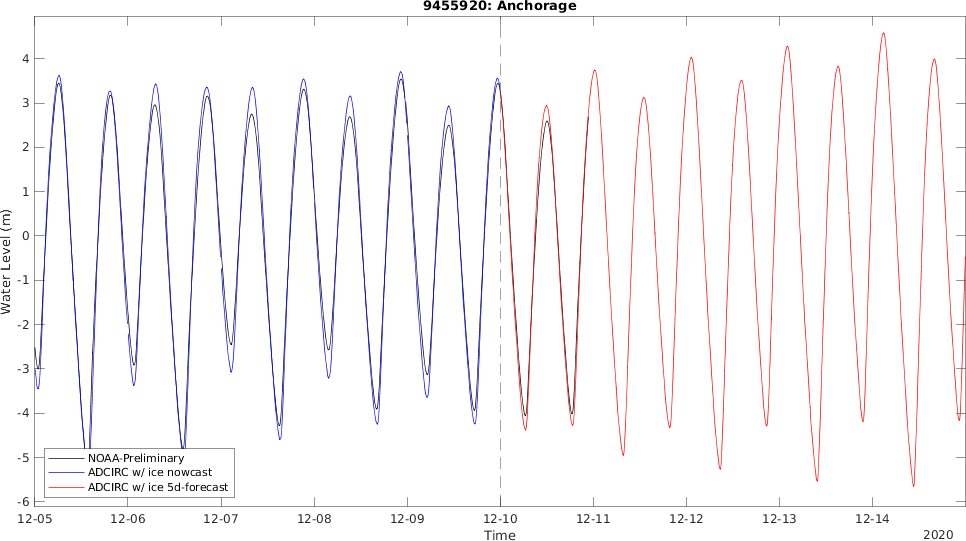 9455920: Anchorage
4
3
2
1
0
-1
-2
-3
-4
-5
-6
Water Level (m)
NOAA-Preliminary
ADCIRC w/ ice nowcast
ADCIRC w/ ice 5d-forecast
12-05 12-06 12-07 12-08 12-09 12-10 12-11 12-12 12-13 12-14
Time
2020